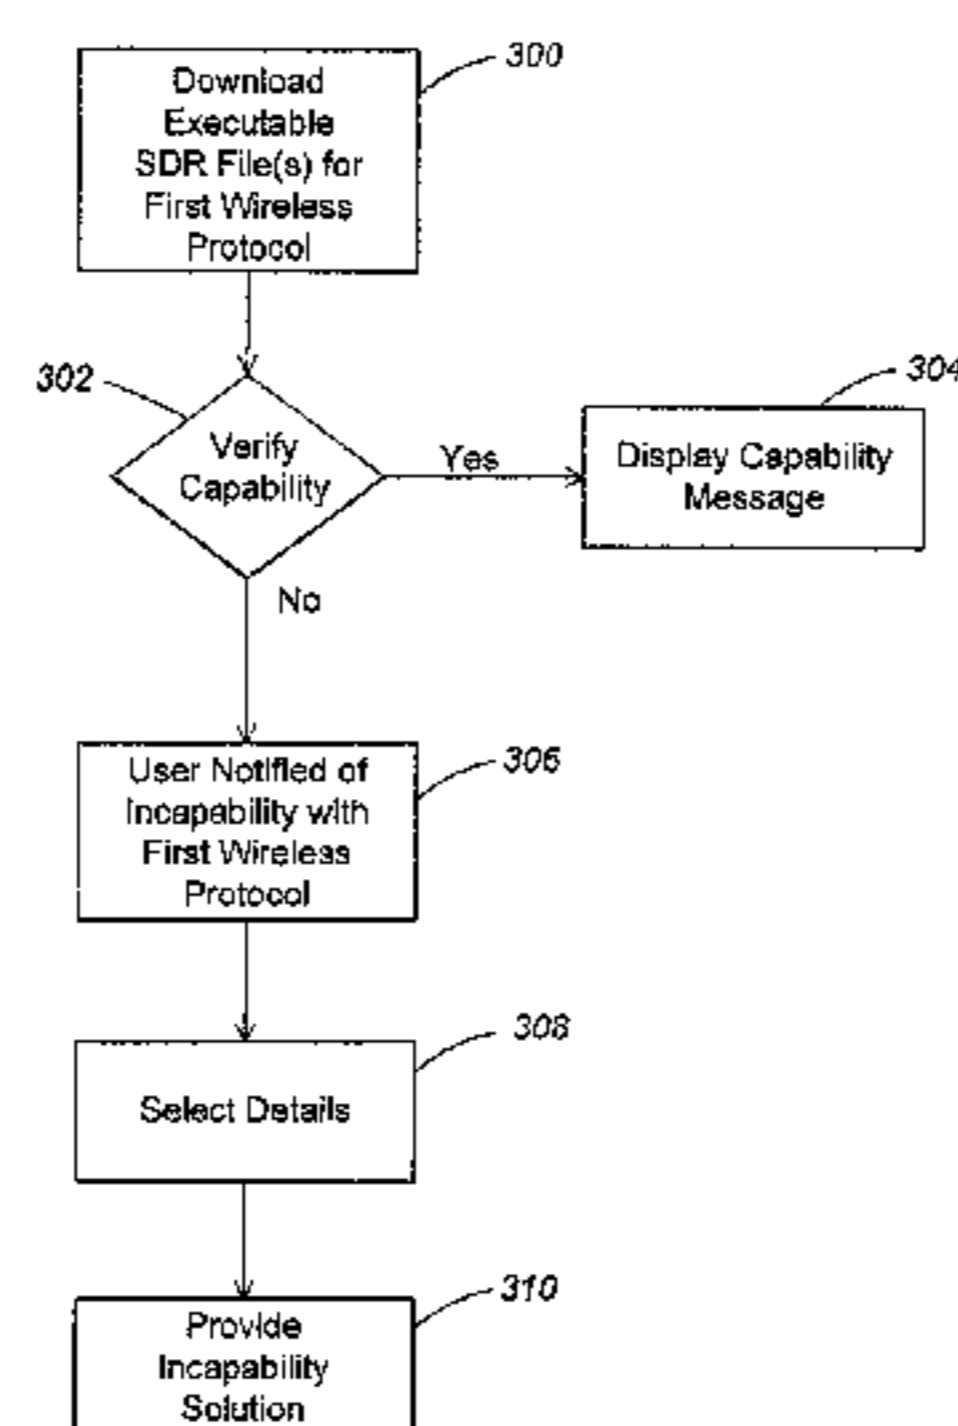 300
Download
Executable
SDR File(s) for
First Wireless
Protocol
302
Verify
Capability
Yes
304
Display Capability
Message
No
306
User Notified of
Incapability with
First Wireless
Protocol
308
Select Details
310
Provide
Incapability
Solution